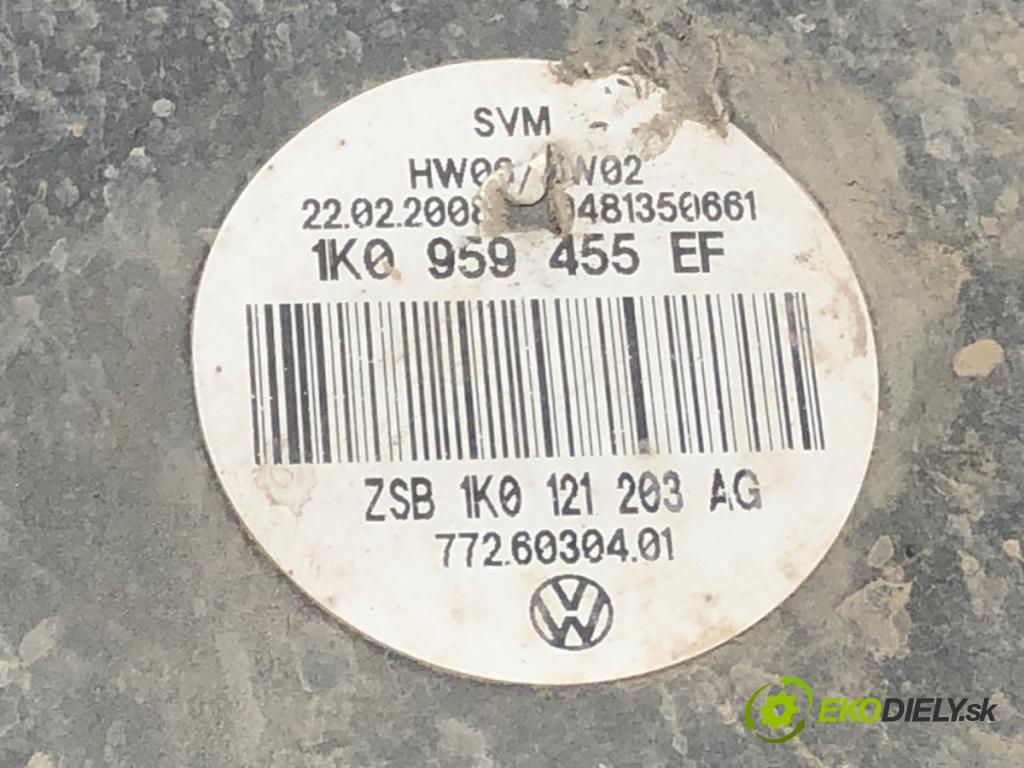 SVM
22.02.2008
1K0 959 455 EF
ZSB 1K0 121 203 AG
772.60304.01
VW
EKODIELY.sk